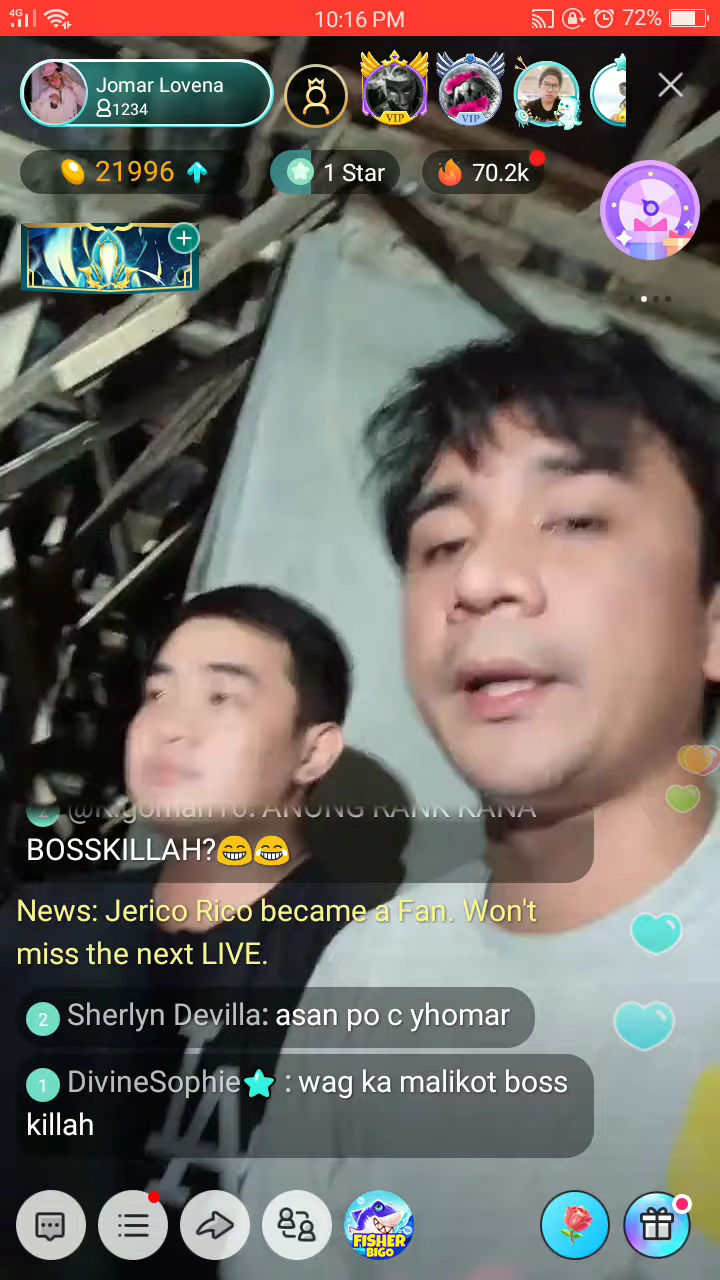 4G
10:16 PM
72%
Jomar Lovena
1234
VIP
VIP
21996
1 Star
70.2k
BOSSKILLAH?😁😂
News: Jerico Rico became a Fan. Won't
miss the next LIVE.
2 Sherlyn Devilla: asan po c yhomar
1 DivineSophie : wag ka malikot boss
killah
LA
FISHER
BIGO